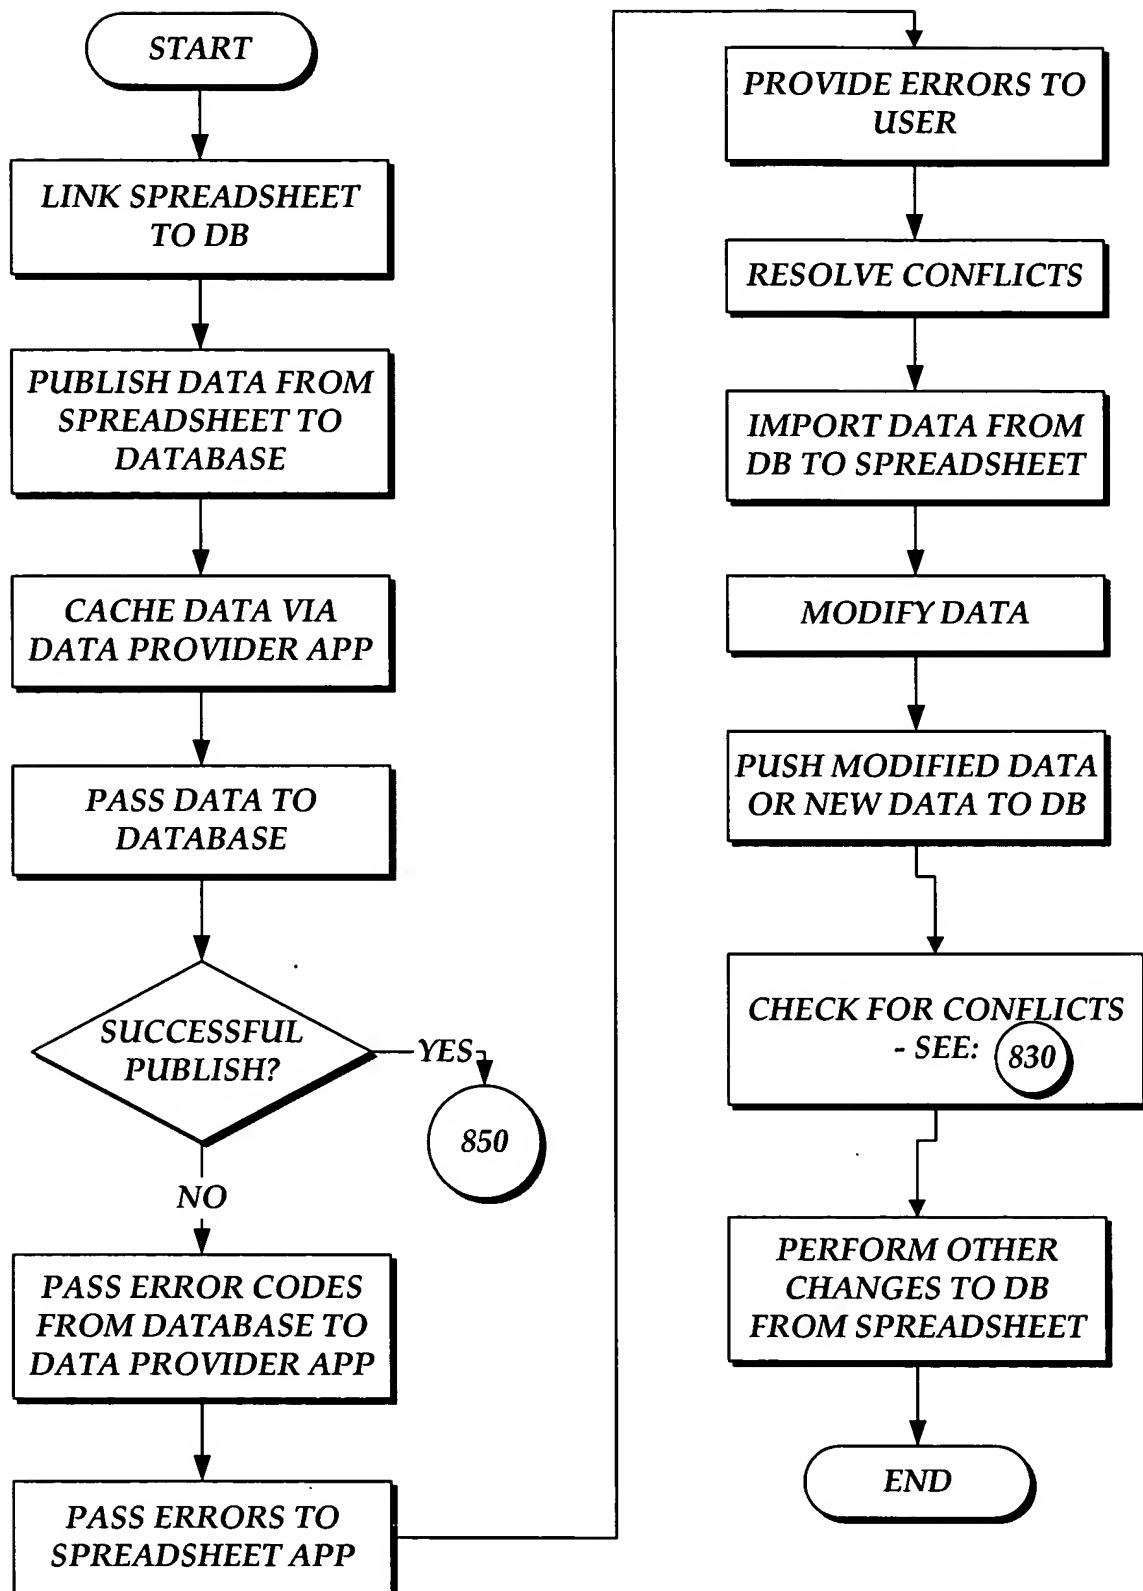 START
LINK SPREADSHEET
TO DB
PUBLISH DATA FROM
SPREADSHEET TO
DATABASE
CACHE DATA VIA
DATA PROVIDER APP
PASS DATA TO
DATABASE
SUCCESSFUL
PUBLISH?
YES
850
NO
PASS ERROR CODES
FROM DATABASE TO
DATA PROVIDER APP
PASS ERRORS TO
SPREADSHEET APP
PROVIDE ERRORS TO
USER
RESOLVE CONFLICTS
IMPORT DATA FROM
DB TO SPREADSHEET
MODIFY DATA
PUSH MODIFIED DATA
OR NEW DATA TO DB
CHECK FOR CONFLICTS
- SEE: 830
PERFORM OTHER
CHANGES TO DB
FROM SPREADSHEET
END